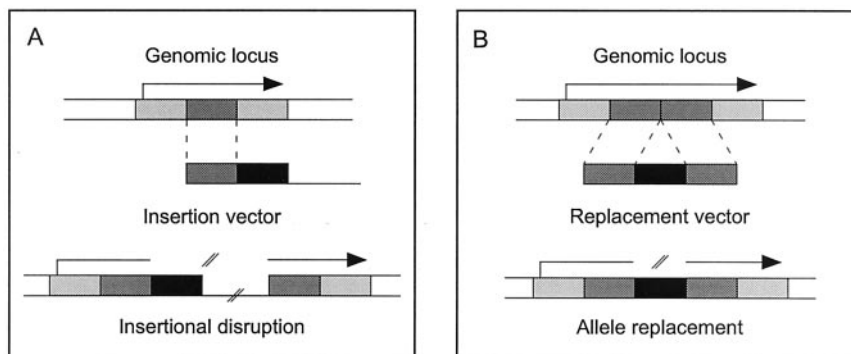 A
Genomic locus
Insertion vector
Insertional disruption
B
Genomic locus
Replacement vector
Allele replacement